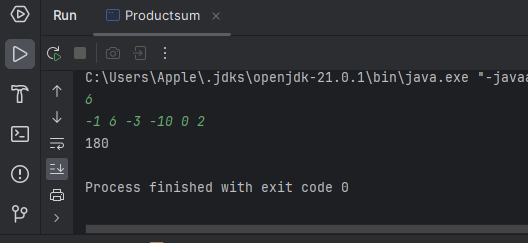 Run Productsum
C:\Users\Apple\.jdks\openjdk-21.0.1\bin\java.exe "-javaa
6
-1 6 -3 -10 0 2
180
Process finished with exit code 0